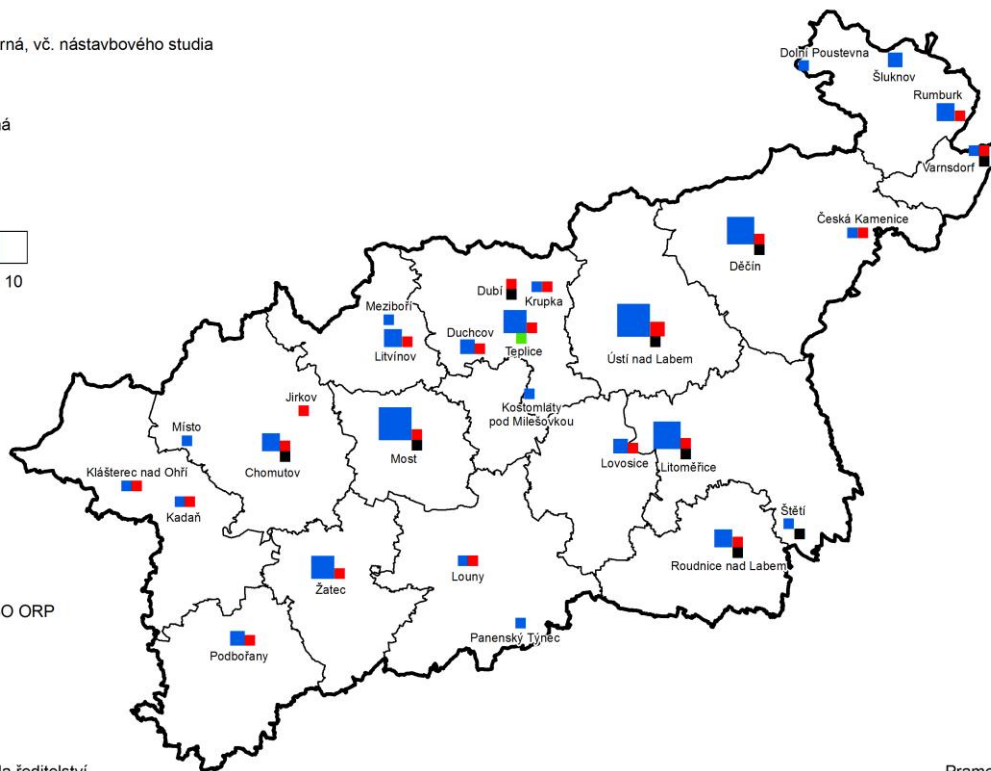 rná, vč. nástavbového studia
Dolní Poustevna
Šluknov
Rumburk
Varnsdorf
Česká Kamenice
10
Děčín
Dubí
Krupka
Meziboří
Duchcov
Teplice
Litvínov
Ústí nad Labem
Jirkov
Kostomlaty
pod Milešovkou
Místo
Most
Lovosice
Litoměřice
Chomutov
Klášterec nad Ohří
Kadaň
Štětí
Roudnice nad Labem
Louny
Žatec
O ORP
Panenský Týnec
Podbořany
ředitelství